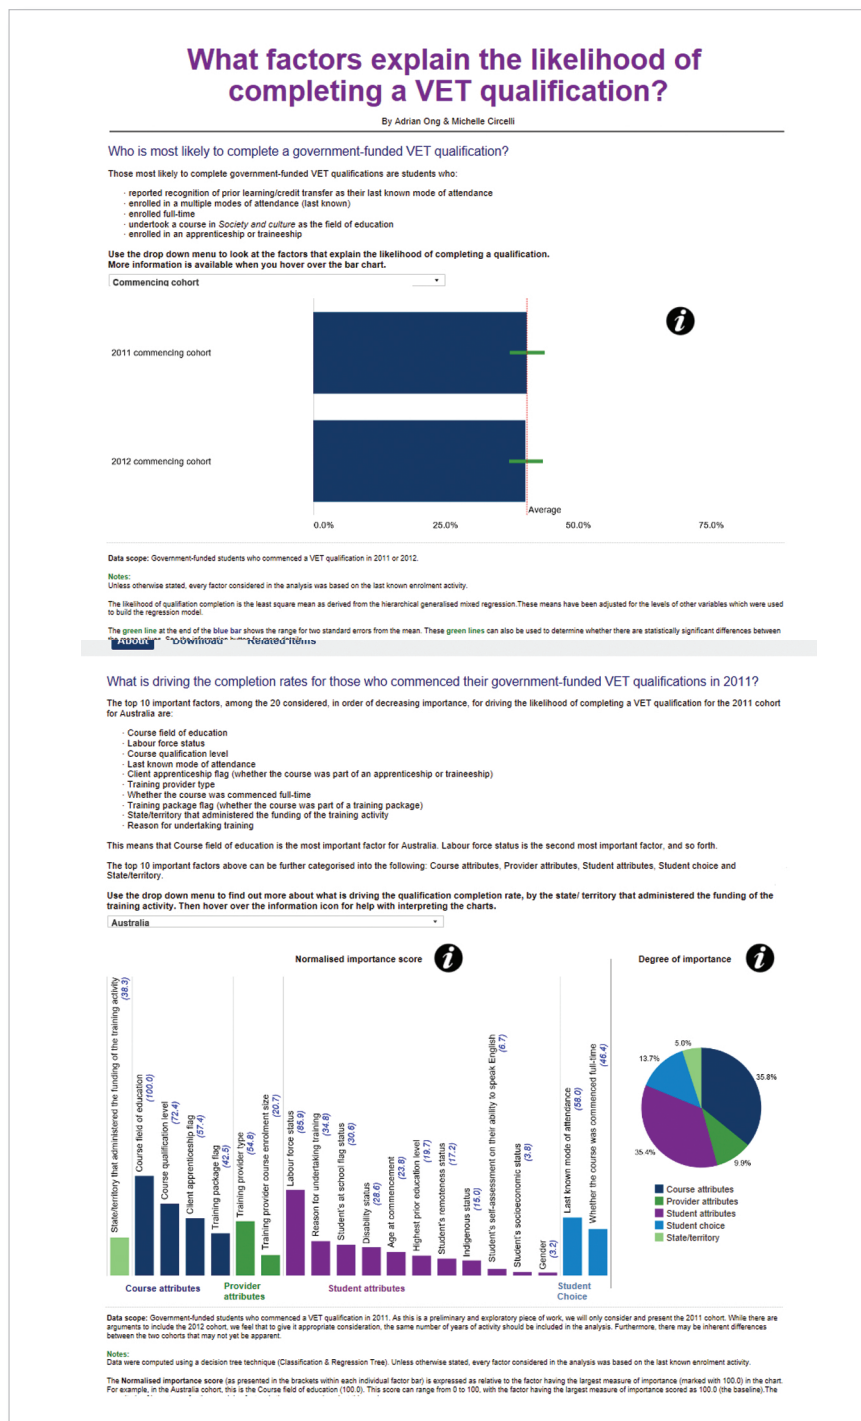 What factors explain the likelihood of
completing a VET qualification?
By Adrian Ong & Michelle Circelli
Who is most likely to complete a government-funded VET qualification?
Those most likely to complete government-funded VET qualifications are students who:
· reported recognition of prior learning/credit transfer as their last known mode of attendance
· enrolled in a multiple modes of attendance (last known)
· enrolled full-time
· undertook a course in Society and culture as the field of education
· enrolled in an apprenticeship or traineeship
Use the drop down menu to look at the factors that explain the likelihood of completing a qualification.
More information is available when you hover over the bar chart.
Commencing cohort
i
2011 commencing cohort
2012 commencing cohort
Average
0.0% 25.0% 50.0% 75.0%
Data scope: Government-funded students who commenced a VET qualification in 2011 or 2012.
Notes:
Unless otherwise stated, every factor considered in the analysis was based on the last known enrolment activity.
The likelihood of qualifiation completion is the least square mean as derived from the hierarchical generalised mixed regression.These means have been adjusted for the levels of other variables which were used
to build the regression model.
The green line at the end of the blue bar shows the range for two standard errors from the mean. These green lines can also be used to determine whether there are statistically significant differences between
About Download Related items
What is driving the completion rates for those who commenced their government-funded VET qualifications in 2011?
The top 10 important factors, among the 20 considered, in order of decreasing importance, for driving the likelihood of completing a VET qualification for the 2011 cohort
for Australia are:
· Course field of education
· Labour force status
· Course qualification level
· Last known mode of attendance
· Client apprenticeship flag (whether the course was part of an apprenticeship or traineeship)
· Training provider type
· Whether the course was commenced full-time
· Training package flag (whether the course was part of a training package)
· State/territory that administered the funding of the training activity
· Reason for undertaking training
This means that Course field of education is the most important factor for Australia. Labour force status is the second most important factor, and so forth.
The top 10 important factors above can be further categorised into the following: Course attributes, Provider attributes, Student attributes, Student choice and
State/territory.
Use the drop down menu to find out more about what is driving the qualification completion rate, by the state/ territory that administered the funding of the
training activity. Then hover over the information icon for help with interpreting the charts.
Australia
Normalised importance score i
State/territory that administered the funding of the training activity (38.3)
Course field of education (100.0)
Course qualification level (72.4)
Client apprenticeship flag (57.4)
Training package flag (42.5)
Training provider type (54.8)
Training provider course enrolment size (20.7)
Labour force status (85.9)
Reason for undertaking training (34.8)
Student's at school flag status (30.6)
Disability status (28.6)
Age at commencement (23.8)
Highest prior education level (19.7)
Student's remoteness status (17.2)
Indigenous status (15.0)
Student's self-assessment on their ability to speak English (6.7)
Student's socioeconomic status (3.8)
Gender (3.2)
Last known mode of attendance (58.0)
Whether the course was commenced full-time (46.4)
Course attributes
Provider
attributes
Student attributes
Student
Choice
Degree of importance i
5.0%
13.7%
35.8%
35.4%
9.9%
Course attributes
Provider attributes
Student attributes
Student choice
State/territory
Data scope: Government-funded students who commenced a VET qualification in 2011. As this is a preliminary and exploratory piece of work, we will only consider and present the 2011 cohort. While there are
arguments to include the 2012 cohort, we feel that to give it appropriate consideration, the same number of years of activity should be included in the analysis. Furthermore, there may be inherent differences
between the two cohorts that may not yet be apparent.
Notes:
Data were computed using a decision tree technique (Classification & Regression Tree). Unless otherwise stated, every factor considered in the analysis was based on the last known enrolment activity.
The Normalised importance score (as presented in the brackets within each individual factor bar) is expressed as relative to the factor having the largest measure of importance (marked with 100.0) in the chart.
For example, in the Australia cohort, this is the Course field of education (100.0). This score can range from 0 to 100, with the factor having the largest measure of importance scored as 100.0 (the baseline).The